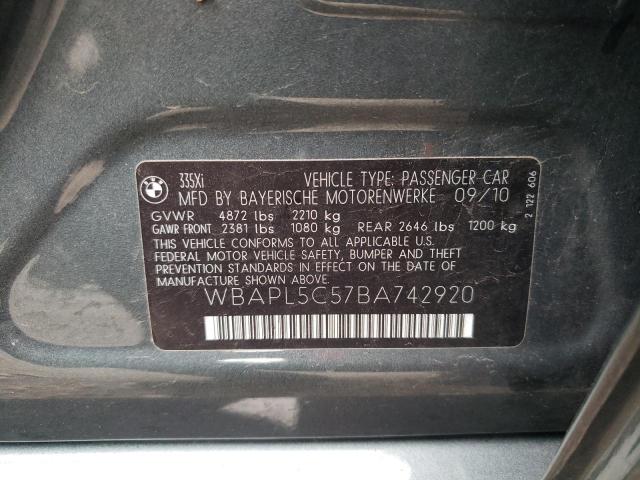 BMW
335Xi VEHICLE TYPE: PASSENGER CAR
MFD BY BAYERISCHE MOTORENWERKE 09/10
GVWR 4872 lbs 2210 kg
GAWR FRONT 2381 lbs 1080 kg REAR 2646 lbs 1200 kg
THIS VEHICLE CONFORMS TO ALL APPLICABLE U.S.
FEDERAL MOTOR VEHICLE SAFETY, BUMPER AND THEFT
PREVENTION STANDARDS IN EFFECT ON THE DATE OF
MANUFACTURE SHOWN ABOVE.
WBAPL5C57BA742920
2 122 606